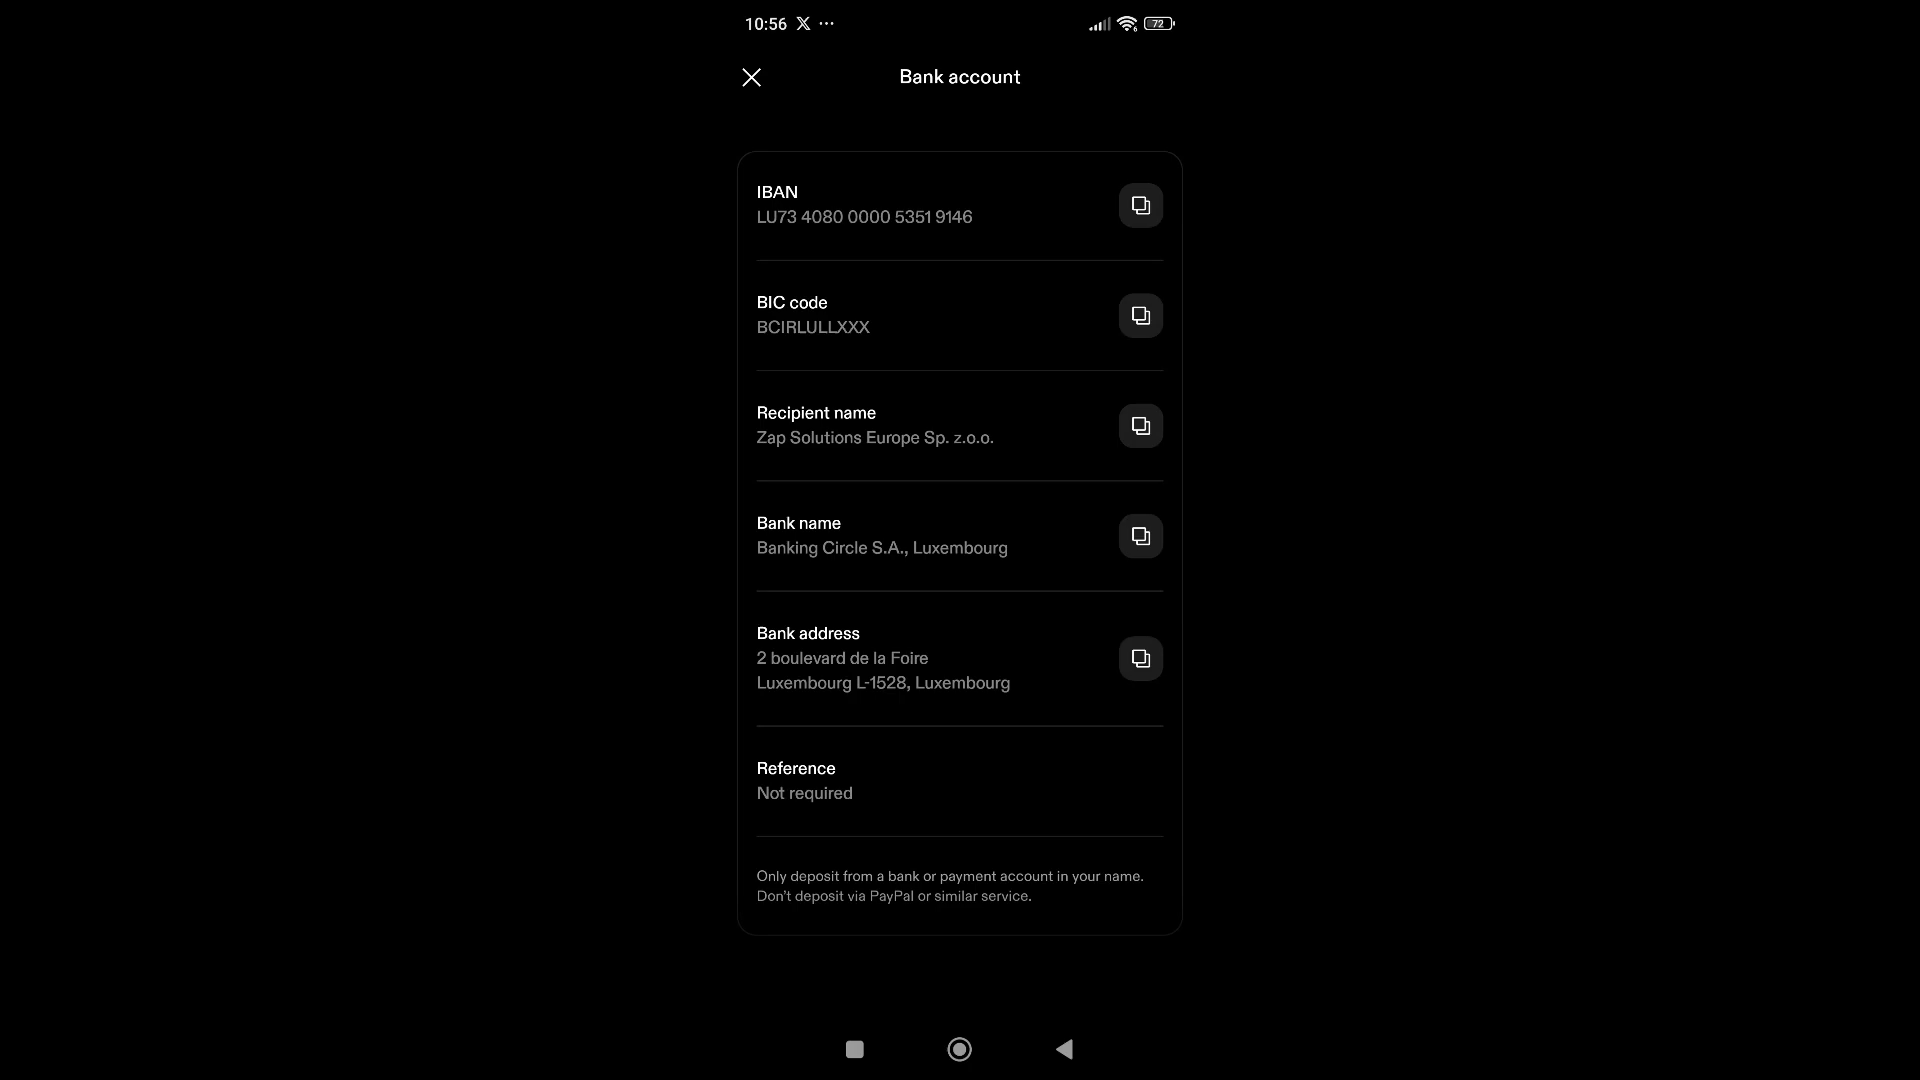 10:56 X ...
72
Bank account
IBAN
LU73 4080 0000 5351 9146
BIC code
BCIRLULLXXX
Recipient name
Zap Solutions Europe Sp. z.o.o.
Bank name
Banking Circle S.A., Luxembourg
Bank address
2 boulevard de la Foire
Luxembourg L-1528, Luxembourg
Reference
Not required
Only deposit from a bank or payment account in your name.
Don't deposit via PayPal or similar service.